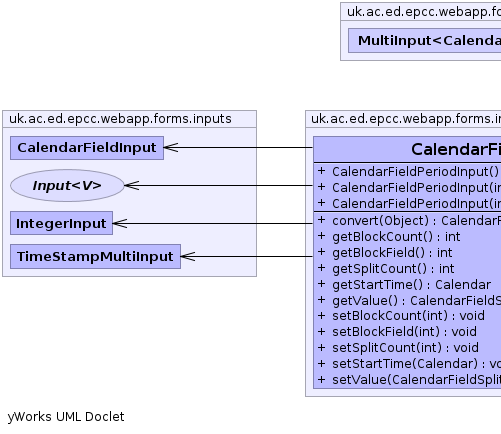 uk.ac.ed.epcc.webapp.fo
MultiInput<Calenda
uk.ac.ed.epcc.webapp.forms.inputs
CalendarFieldInput
Input<V>
IntegerInput
TimeStampMultiInput
uk.ac.ed.epcc.webapp.forms.in
CalendarFi
+ CalendarFieldPeriodInput()
+ CalendarFieldPeriodInput(in
+ CalendarFieldPeriodInput(in
+ convert(Object) : CalendarF
+ getBlockCount() : int
+ getBlockField() : int
+ getSplitCount() : int
+ getStartTime() : Calendar
+ getValue() : CalendarFieldS
+ setBlockCount(int) : void
+ setBlockField(int) : void
+ setSplitCount(int) : void
+ setStartTime(Calendar) : vo
+ setValue(CalendarFieldSplit
yWorks UML Doclet